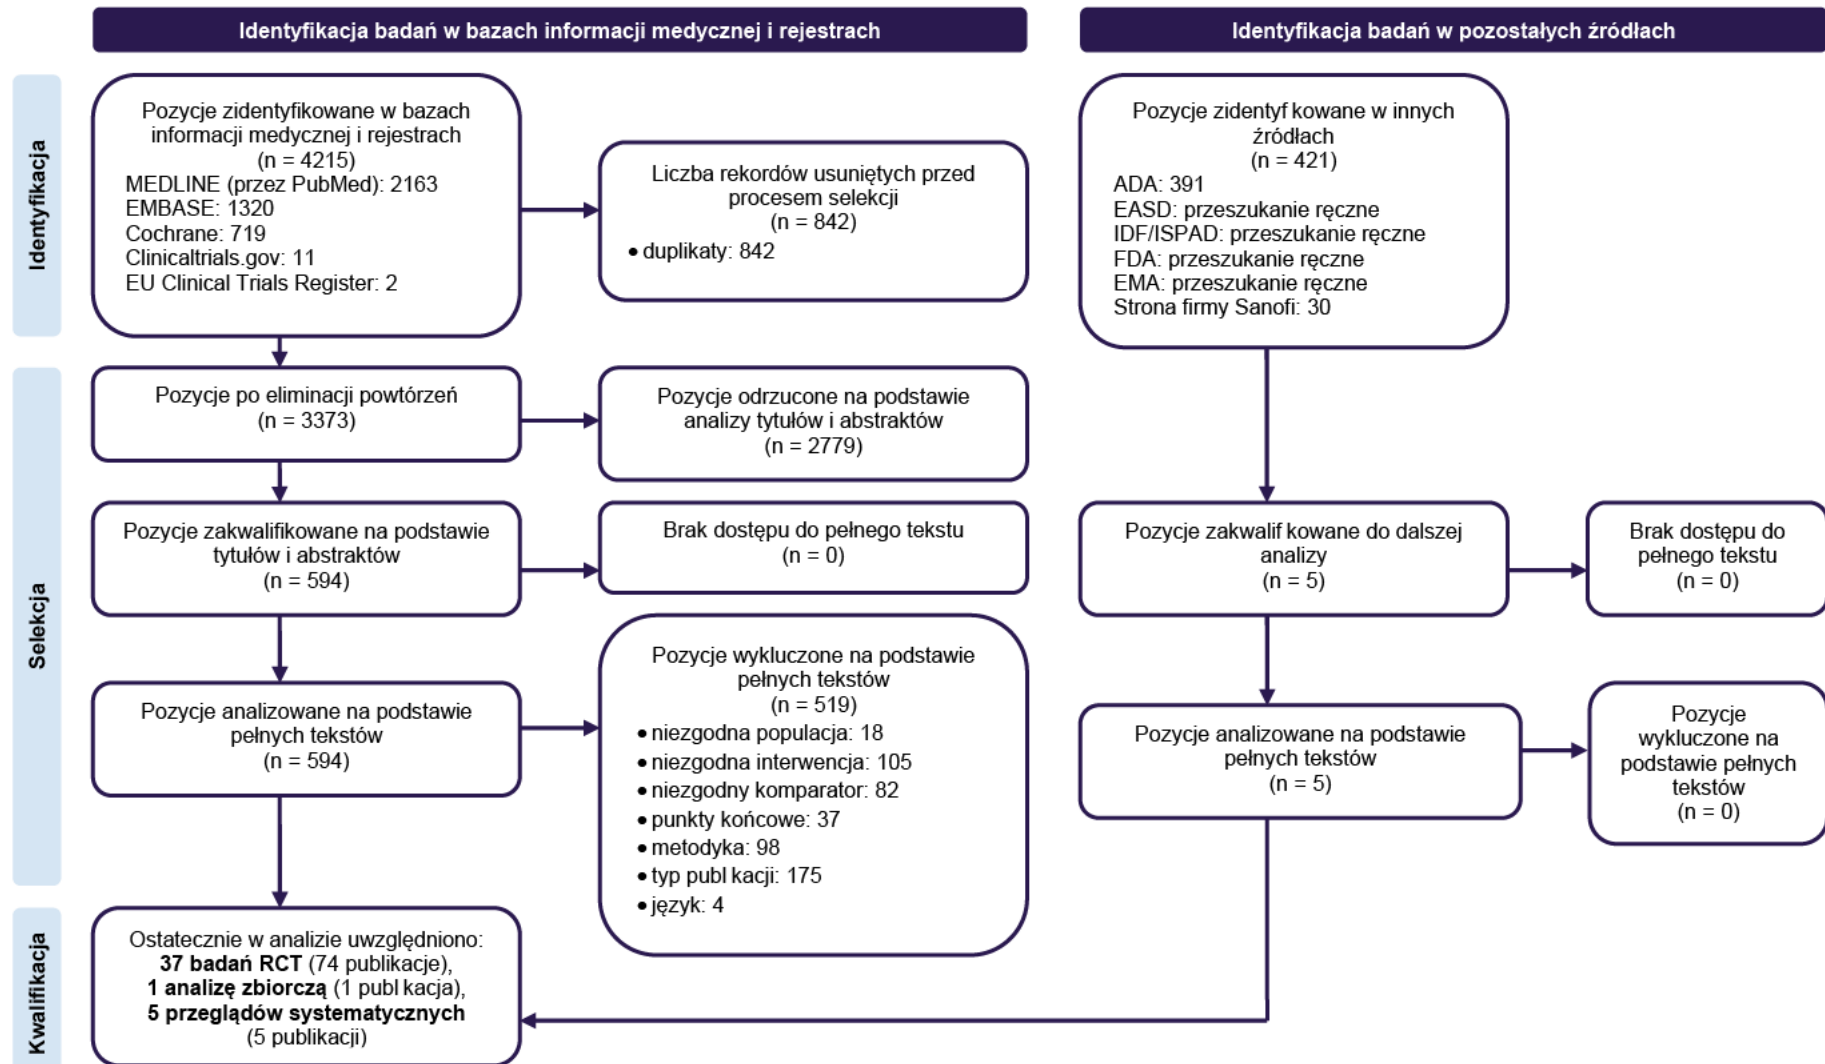 Identyfikacja badań w bazach informacji medycznej i rejestrach
Identyfikacja badań w pozostałych źródłach
Identyfikacja
Pozycje zidentyfikowane w bazach
informacji medycznej i rejestrach
(n = 4215)
MEDLINE (przez PubMed): 2163
EMBASE: 1320
Cochrane: 719
Clinicaltrials.gov: 11
EU Clinical Trials Register: 2
Liczba rekordów usuniętych przed
procesem selekcji
(n = 842)
• duplikaty: 842
Pozycje zidentyf kowane w innych
źródłach
(n = 421)
ADA: 391
EASD: przeszukanie ręczne
IDF/ISPAD: przeszukanie ręczne
FDA: przeszukanie ręczne
EMA: przeszukanie ręczne
Strona firmy Sanofi: 30
Selekcja
Pozycje po eliminacji powtórzeń
(n = 3373)
Pozycje odrzucone na podstawie
analizy tytułów i abstraktów
(n = 2779)
Pozycje zakwalifikowane na podstawie
tytułów i abstraktów
(n = 594)
Brak dostępu do pełnego tekstu
(n = 0)
Pozycje zakwalif kowane do dalszej
analizy
(n = 5)
Brak dostępu do
pełnego tekstu
(n = 0)
Pozycje analizowane na podstawie
pełnych tekstów
(n = 594)
Pozycje wykluczone na podstawie
pełnych tekstów
(n = 519)
• niezgodna populacja: 18
• niezgodna interwencja: 105
• niezgodny komparator: 82
• punkty końcowe: 37
• metodyka: 98
• typ publ kacji: 175
• język: 4
Pozycje analizowane na podstawie
pełnych tekstów
(n = 5)
Pozycje
wykluczone na
podstawie pełnych
tekstów
(n = 0)
Kwalifikacja
Ostatecznie w analizie uwzględniono:
37 badań RCT (74 publikacje),
1 analizę zbiorczą (1 publ kacja),
5 przeglądów systematycznych
(5 publikacji)